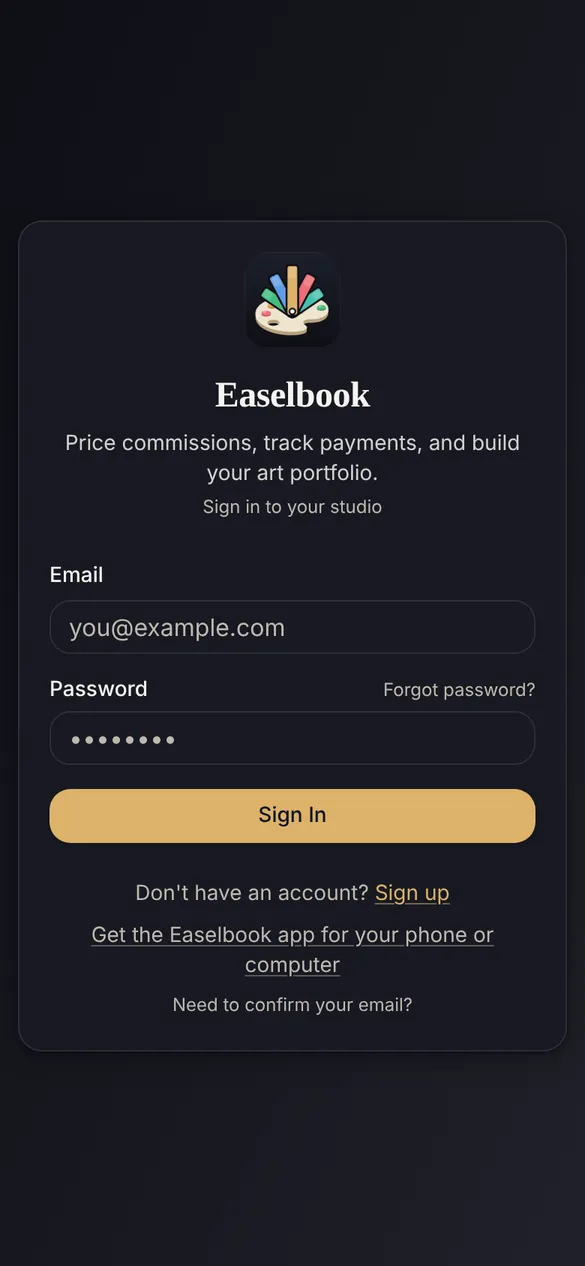 Easelbook
Price commissions, track payments, and build
your art portfolio.
Sign in to your studio
Email
you@example.com
Password
Forgot password?
••••••••
Sign In
Don't have an account? Sign up
Get the Easelbook app for your phone or
computer
Need to confirm your email?